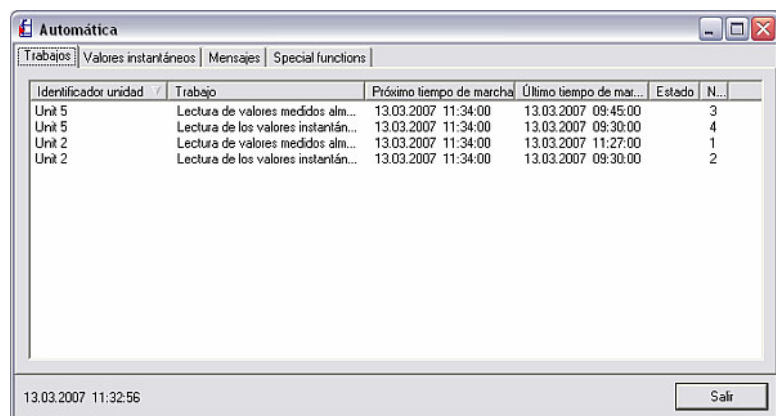 Automática
Trabajos Valores instantáneos Mensajes Special functions
Identificador unidad Trabajo Próximo tiempo de marcha Último tiempo de mar... Estado N...
Unit 5 Lectura de valores medidos alm... 13.03.2007 11:34:00 13.03.2007 09:45:00 3
Unit 5 Lectura de los valores instantán... 13.03.2007 11:34:00 13.03.2007 09:30:00 4
Unit 2 Lectura de valores medidos alm... 13.03.2007 11:34:00 13.03.2007 11:27:00 1
Unit 2 Lectura de los valores instantán... 13.03.2007 11:34:00 13.03.2007 09:30:00 2
13.03.2007 11:32:56 Salir